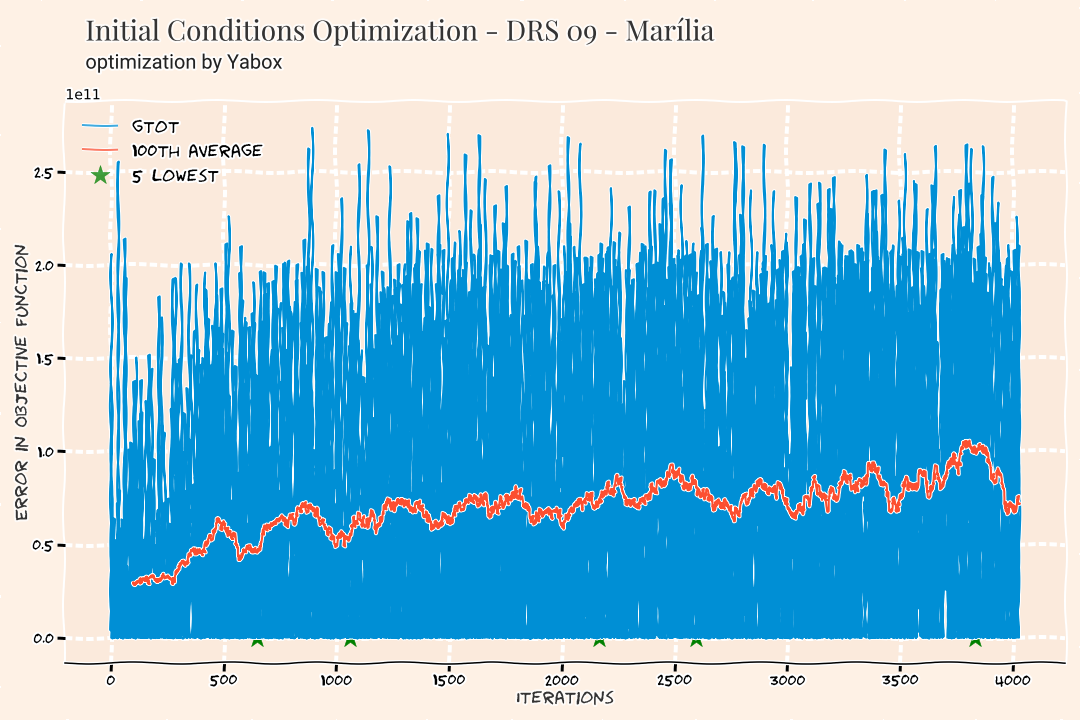 Initial Conditions Optimization - DRS 09 - Marília
optimization by Yabox
1e11
GTOT
100TH AVERAGE
5 LOWEST
2.5
2.0
1.5
1.0
0.5
0.0
ERROR IN OBJECTIVE FUNCTION
0 500 1000 1500 2000 2500 3000 3500 4000
ITERATIONS